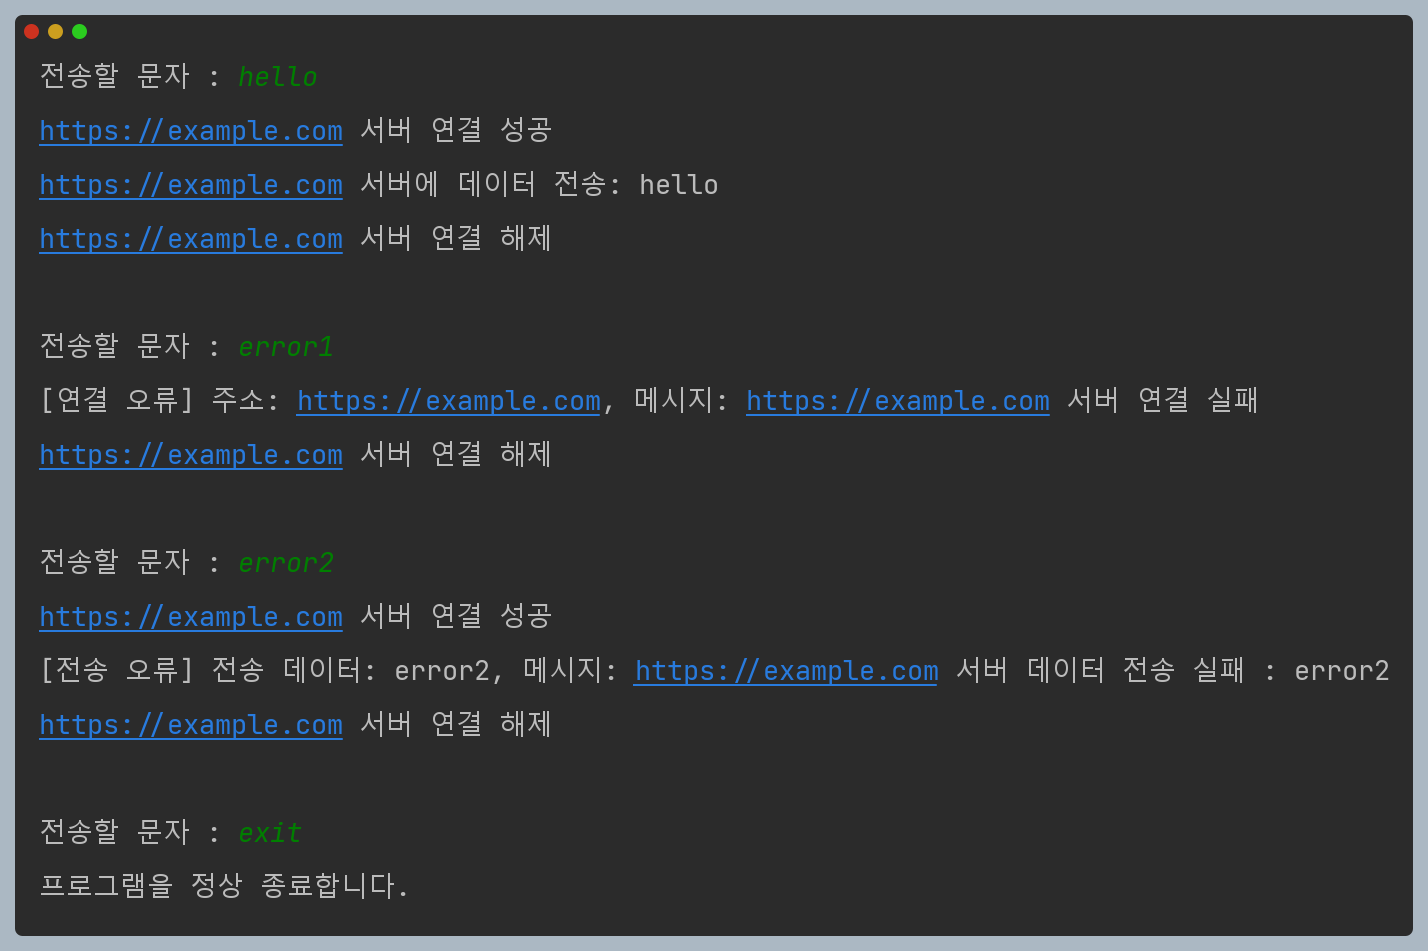 전송할 문자 : hello
https://example.com 서버 연결 성공
https://example.com 서버에 데이터 전송: hello
https://example.com 서버 연결 해제
전송할 문자 : error1
[연결 오류] 주소: https://example.com, 메시지: https://example.com 서버 연결 실패
https://example.com 서버 연결 해제
전송할 문자 : error2
https://example.com 서버 연결 성공
[전송 오류] 전송 데이터: error2, 메시지: https://example.com 서버 데이터 전송 실패 : error2
https://example.com 서버 연결 해제
전송할 문자 : exit
프로그램을 정상 종료합니다.